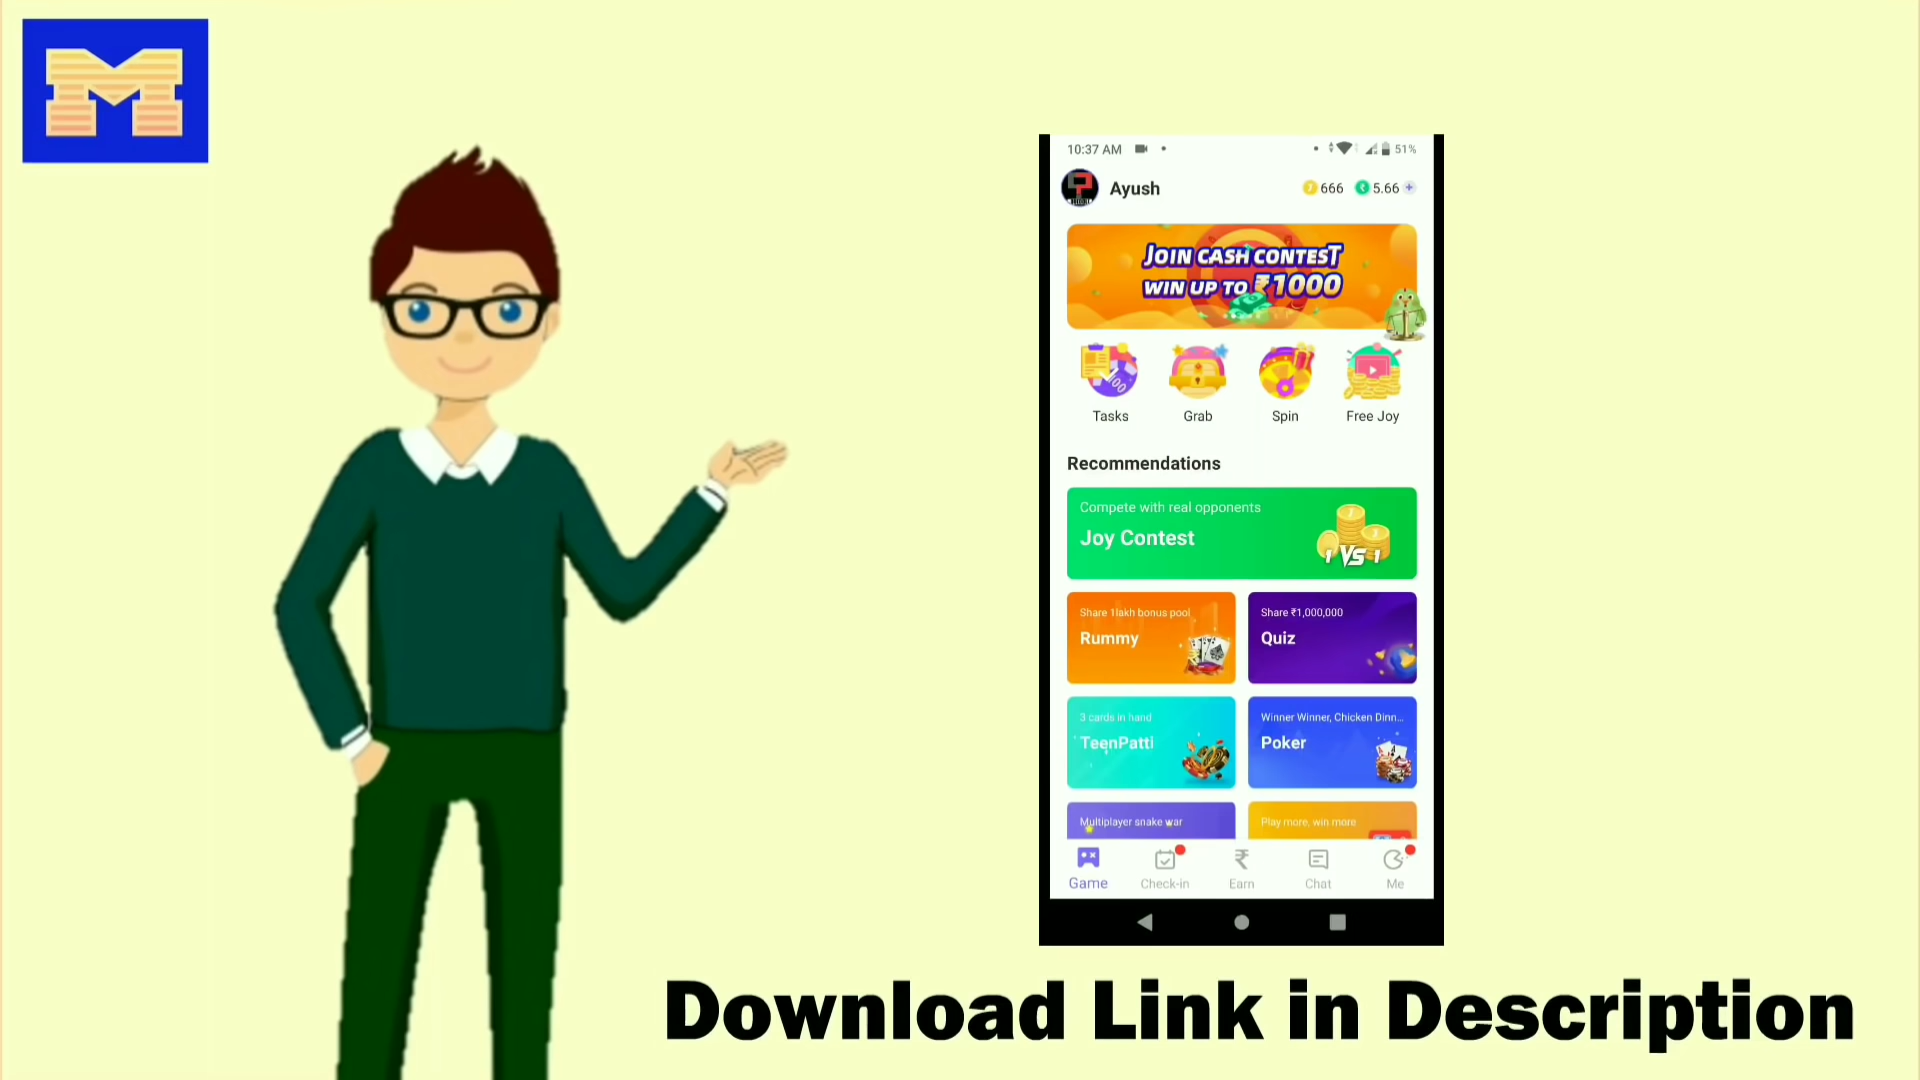 M
10:37 AM
51%
Ayush
666
5.66
JOIN CASH CONTEST
WIN UP TO ₹1000
Tasks
Grab
Spin
Free Joy
Recommendations
Compete with real opponents
Joy Contest
1 VS 1
Share 1lakh bonus pool
Rummy
Share ₹1,000,000
Quiz
3 cards in hand
TeenPatti
Winner Winner, Chicken Dinn...
Poker
Multiplayer snake war
Play more, win more
Game
Check-in
Earn
Chat
Me
Download Link in Description